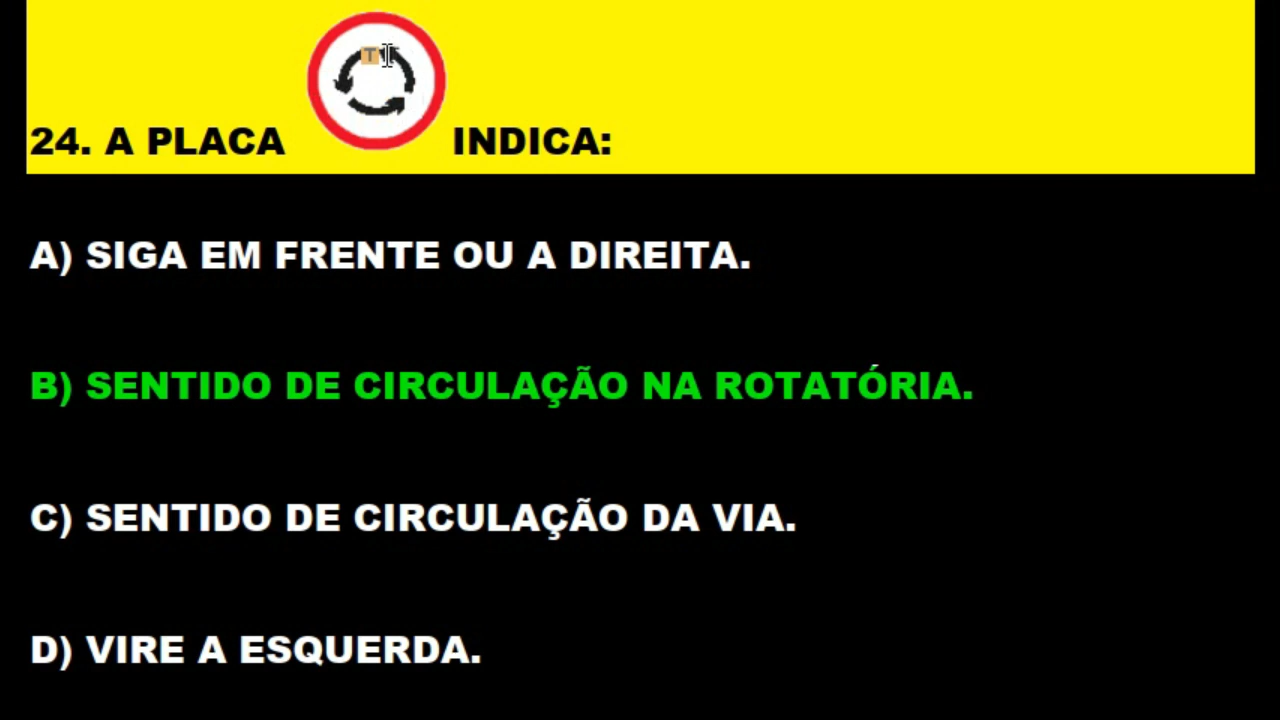 24. A PLACA INDICA:
A) SIGA EM FRENTE OU A DIREITA.
B) SENTIDO DE CIRCULAÇÃO NA ROTATÓRIA.
C) SENTIDO DE CIRCULAÇÃO DA VIA.
D) VIRE A ESQUERDA.